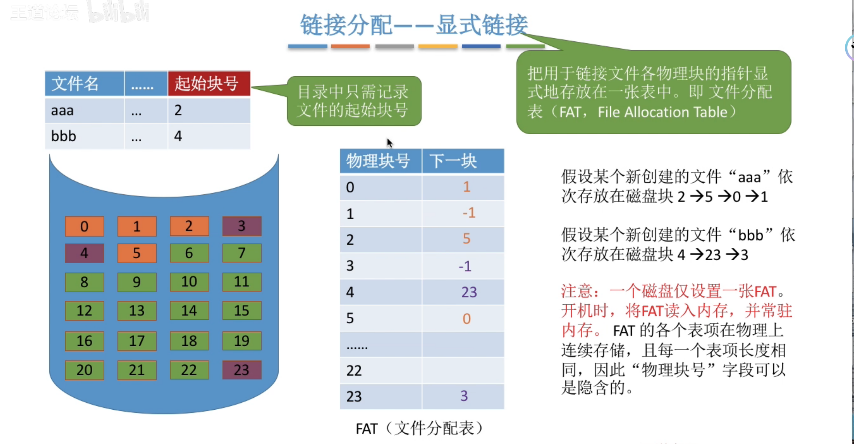 链接分配——显式链接
文件名 …… 起始块号
aaa ... 2
bbb ... 4
目录中只需记录
文件的起始块号
把用于链接文件各物理块的指针显
式地存放在一张表中。即 文件分配
表（FAT，File Allocation Table）
0 1 2 3
4 5 6 7
8 9 10 11
12 13 14 15
16 17 18 19
20 21 22 23
物理块号 下一块
0 1
1 -1
2 5
3 -1
4 23
5 0
……
22
23 3
FAT（文件分配表）
假设某个新创建的文件“aaa”依
次存放在磁盘块 2→5→0→1
假设某个新创建的文件“bbb”依
次存放在磁盘块 4→23→3
注意：一个磁盘仅设置一张FAT。
开机时，将FAT读入内存，并常驻
内存。 FAT 的各个表项在物理上
连续存储，且每一个表项长度相
同，因此“物理块号”字段可以
是隐含的。